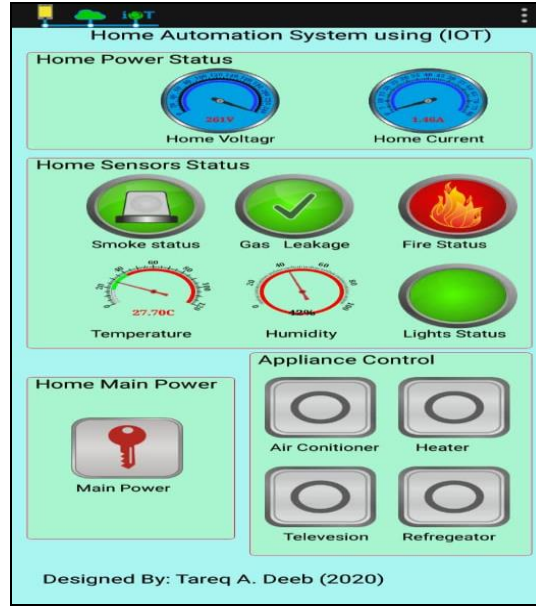 iOT
Home Automation System using (IOT)
Home Power Status
261V
1.46A
Home Voltagr
Home Current
Home Sensors Status
Smoke status
Gas Leakage
Fire Status
27.70C
42%
Temperature
Humidity
Lights Status
Appliance Control
Home Main Power
Air Conitioner
Heater
Main Power
Televesion
Refregeator
Designed By: Tareq A. Deeb (2020)